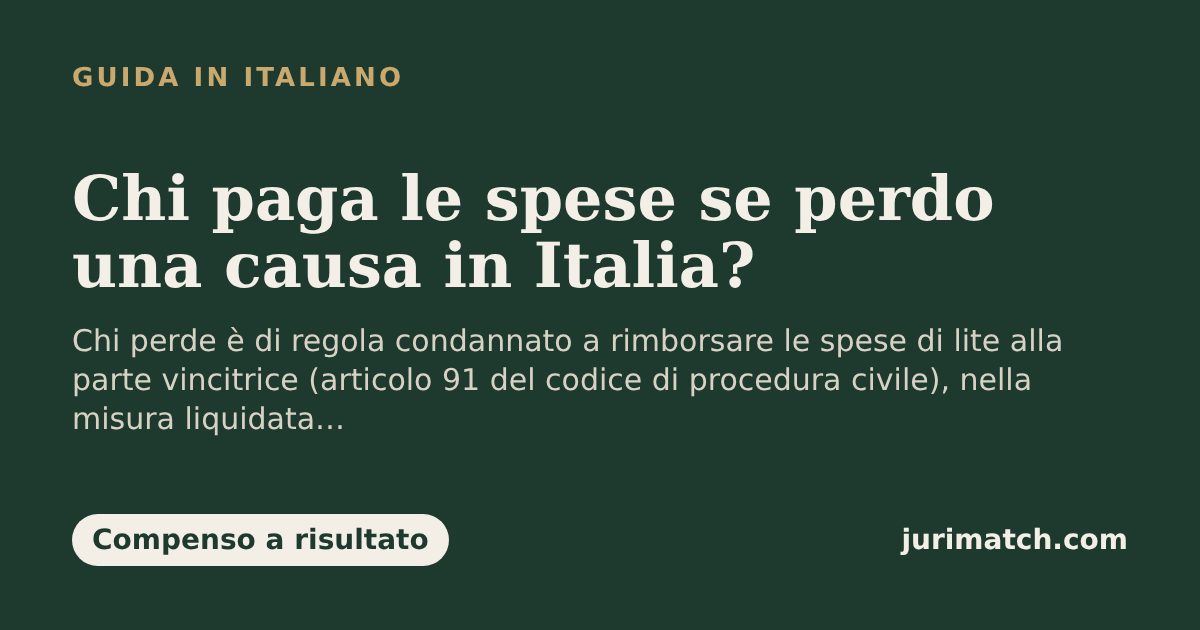 GUIDA IN ITALIANO
Chi paga le spese se perdo
una causa in Italia?
Chi perde è di regola condannato a rimborsare le spese di lite alla
parte vincitrice (articolo 91 del codice di procedura civile), nella
misura liquidata…
Compenso a risultato
jurimatch.com